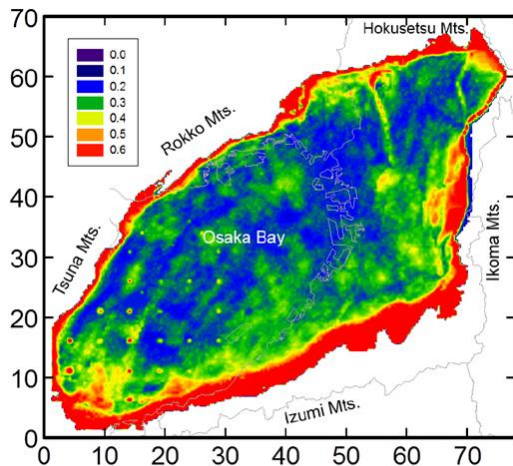 70
Hokusetsu Mts.
60
0.0
0.1
0.2
0.3
0.4
0.5
0.6
50
Rokko Mts.
40
Osaka Bay
Tsuna Mts.
Ikoma Mts.
30
20
10
Izumi Mts.
0
0 10 20 30 40 50 60 70